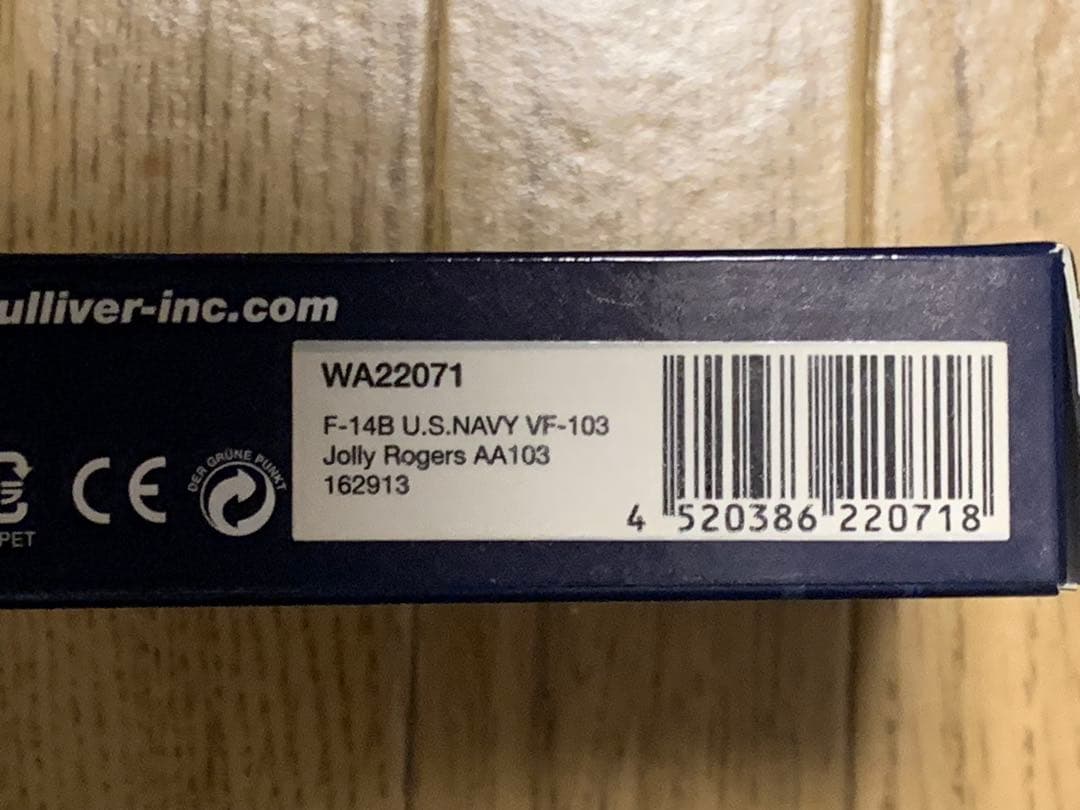 ulliver-inc.com
WA22071
F-14B U.S.NAVY VF-103
Jolly Rogers AA103
162913
4 520386 220718
CE
DER GRÜNE PUNKT
PET